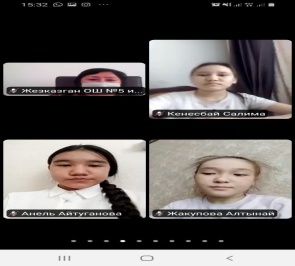 15:32
Жезказган ОШ №5 и...
Кенесбай Салима
Анель Айтуганова
Жакупова Алтынай